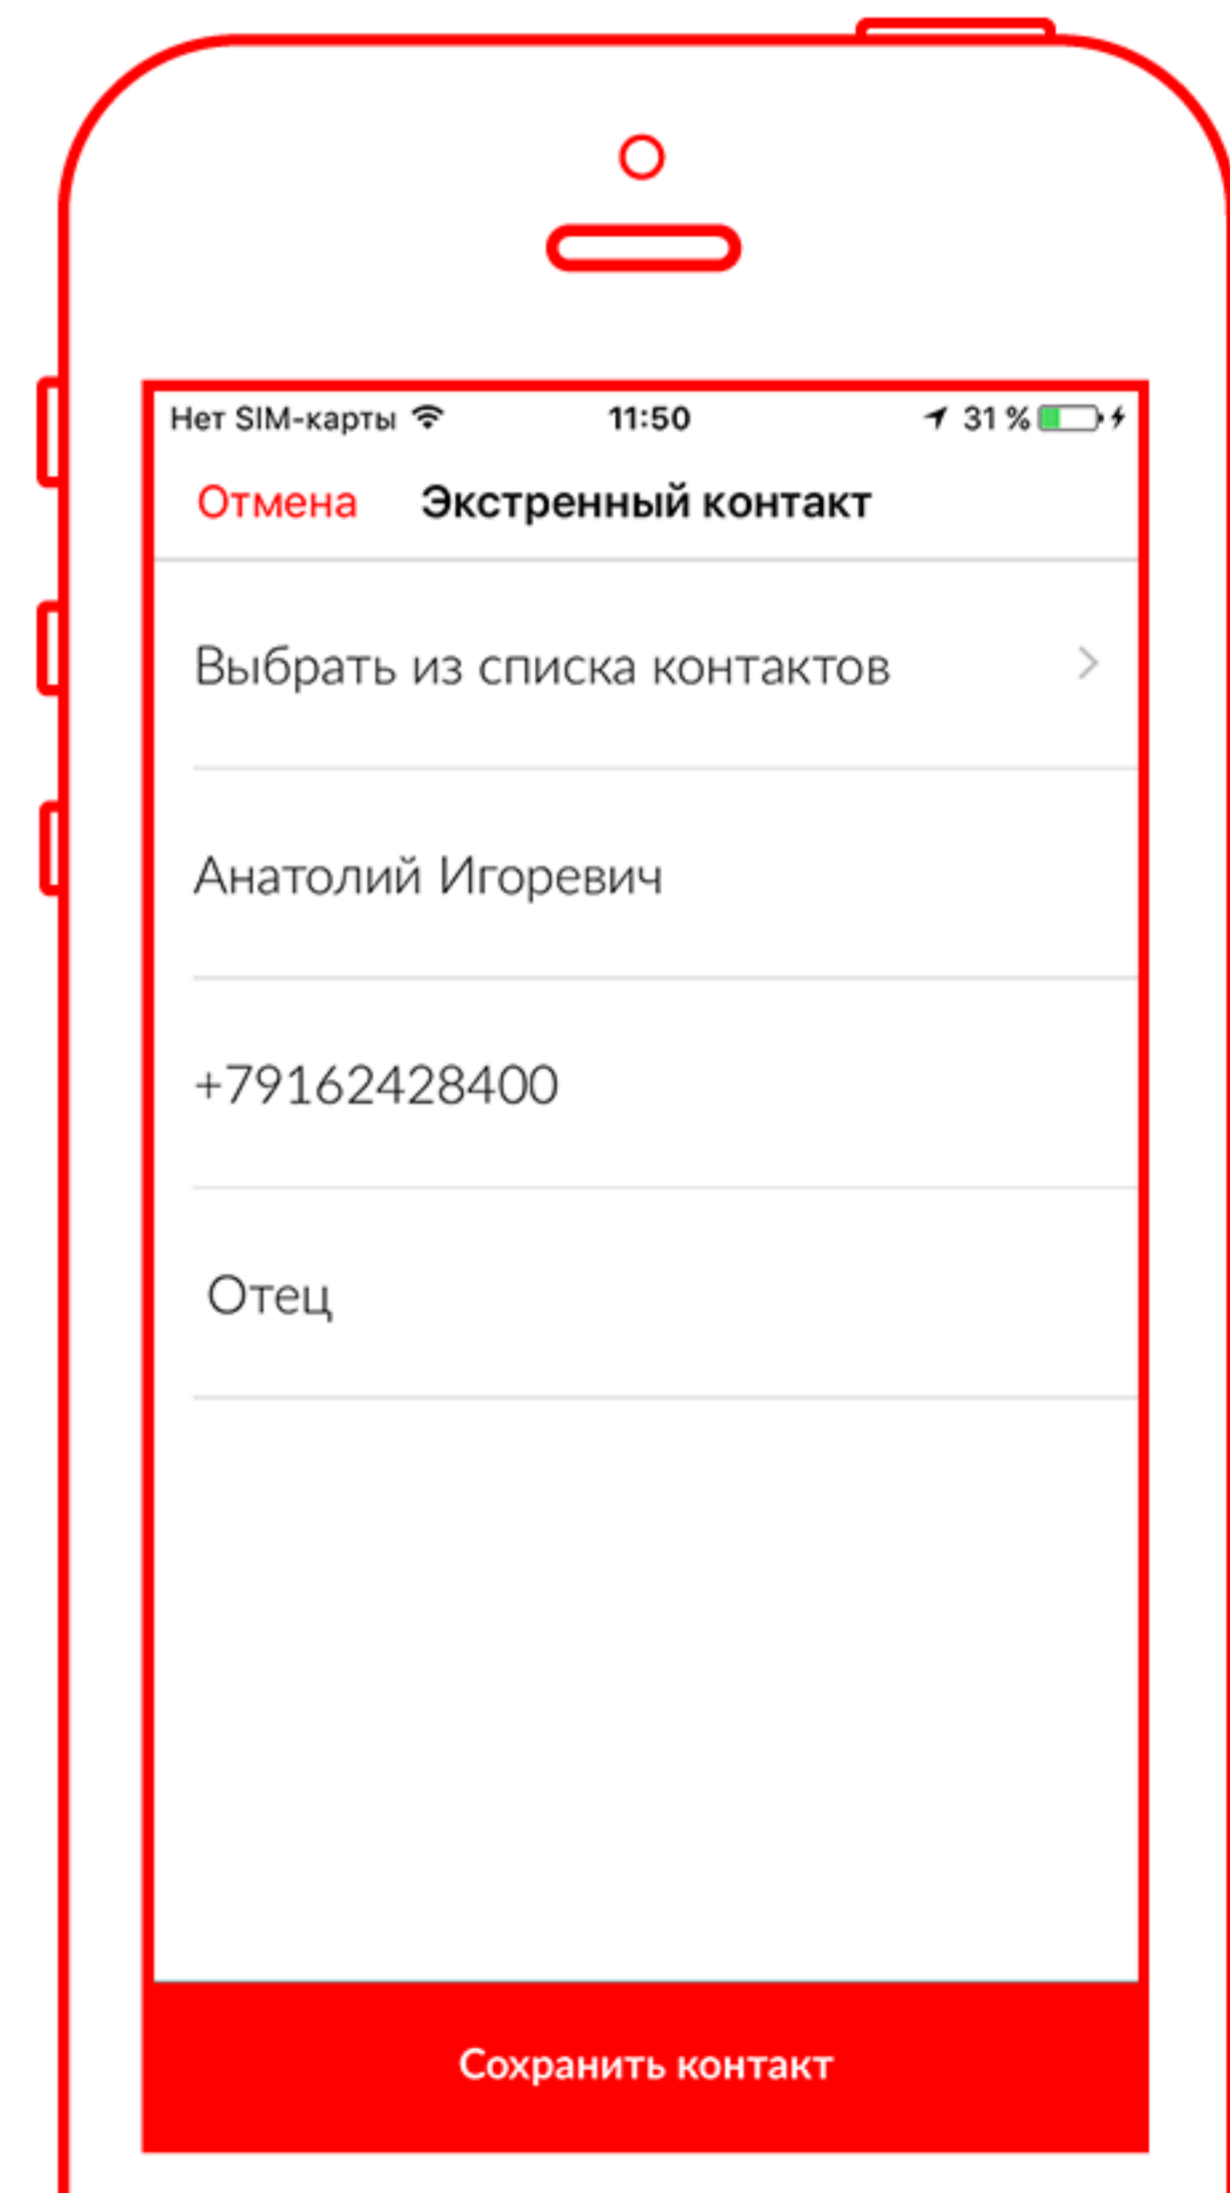 Нет SIM-карты 11:50 31 %
Отмена Экстренный контакт
Выбрать из списка контактов
Анатолий Игоревич
+79162428400
Отец
Сохранить контакт